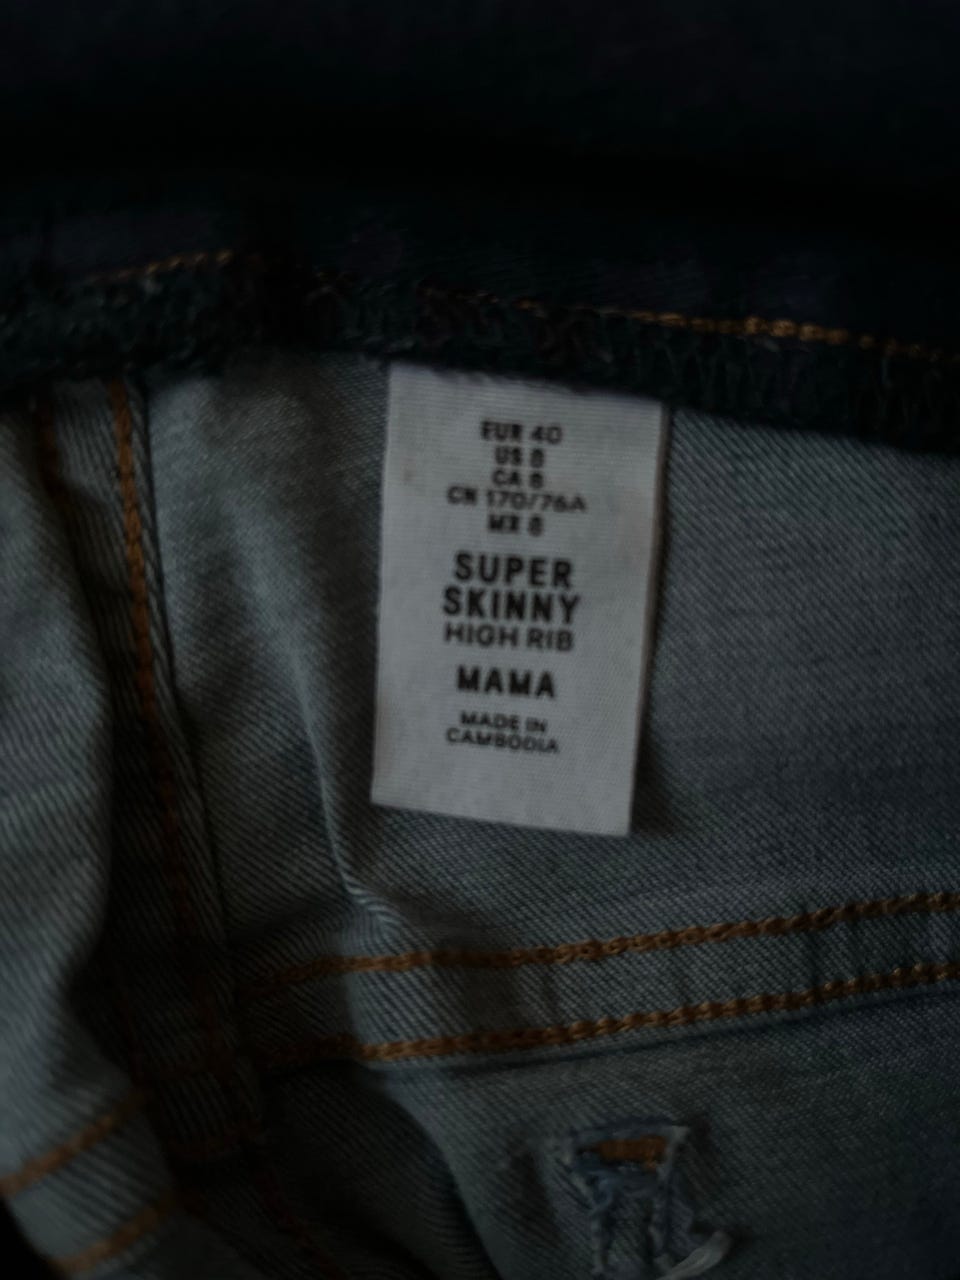 EUR 40
US 8
CA 8
CN 170/76A
MX 8
SUPER
SKINNY
HIGH RIB
MAMA
MADE IN
CAMBODIA